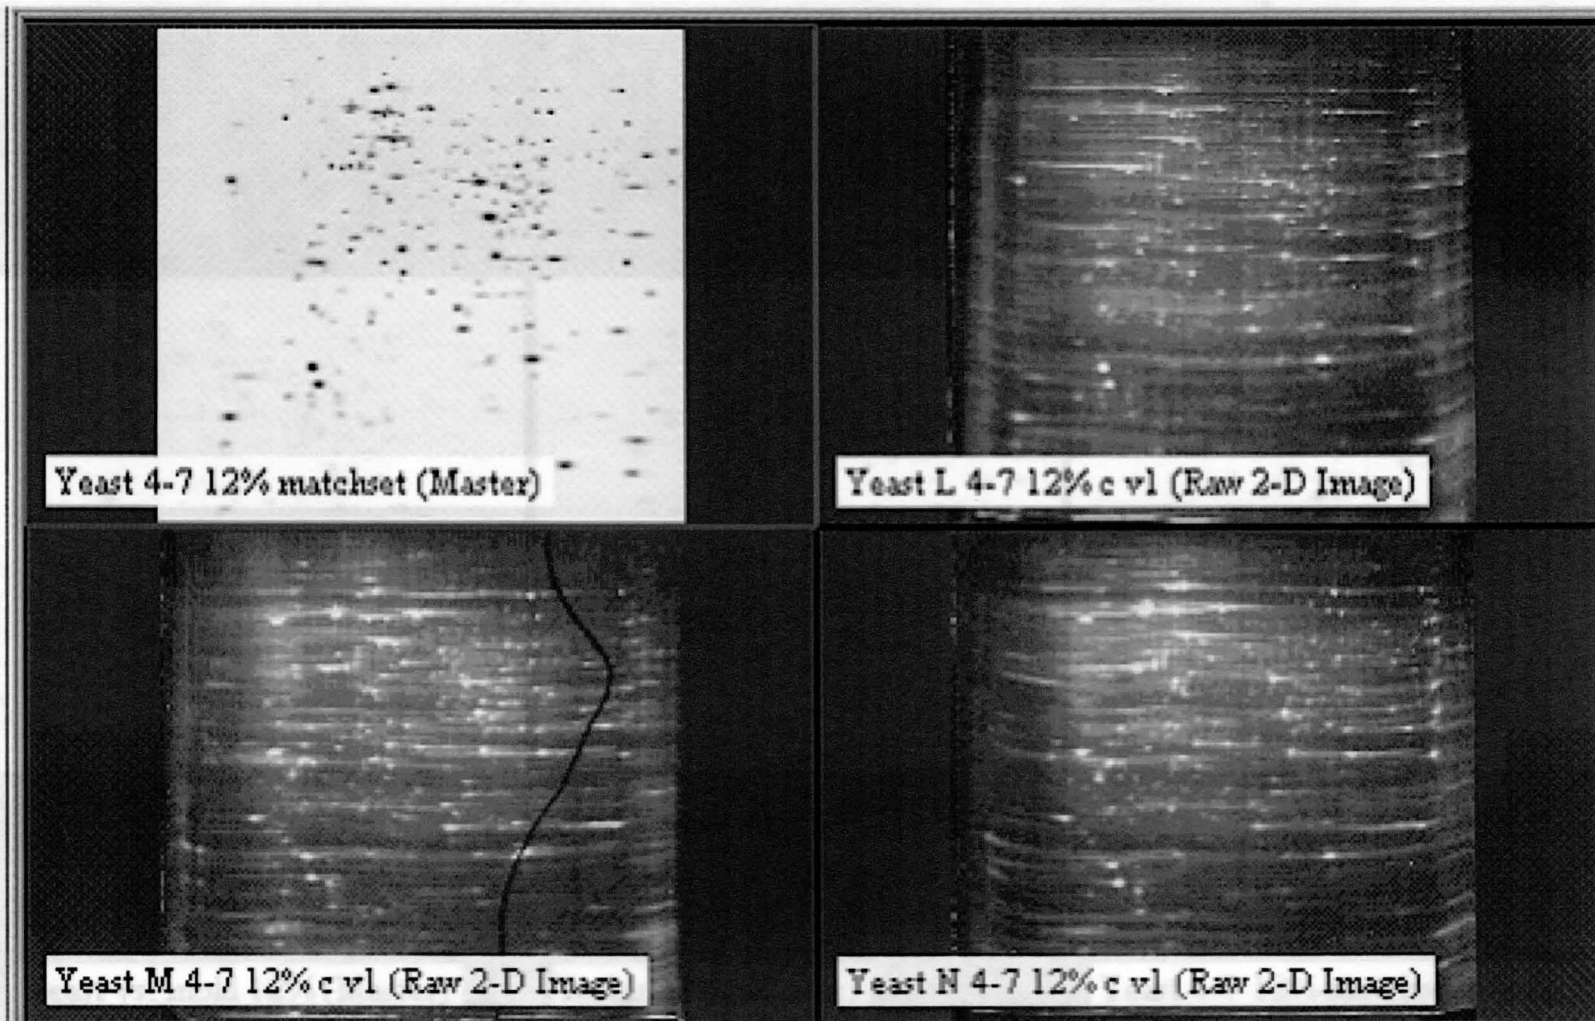 Yeast 4-7 12% matchset (Master)
Yeast L 4-7 12% c v1 (Raw 2-D Image)
Yeast M 4-7 12% c v1 (Raw 2-D Image)
Yeast N 4-7 12% c v1 (Raw 2-D Image)